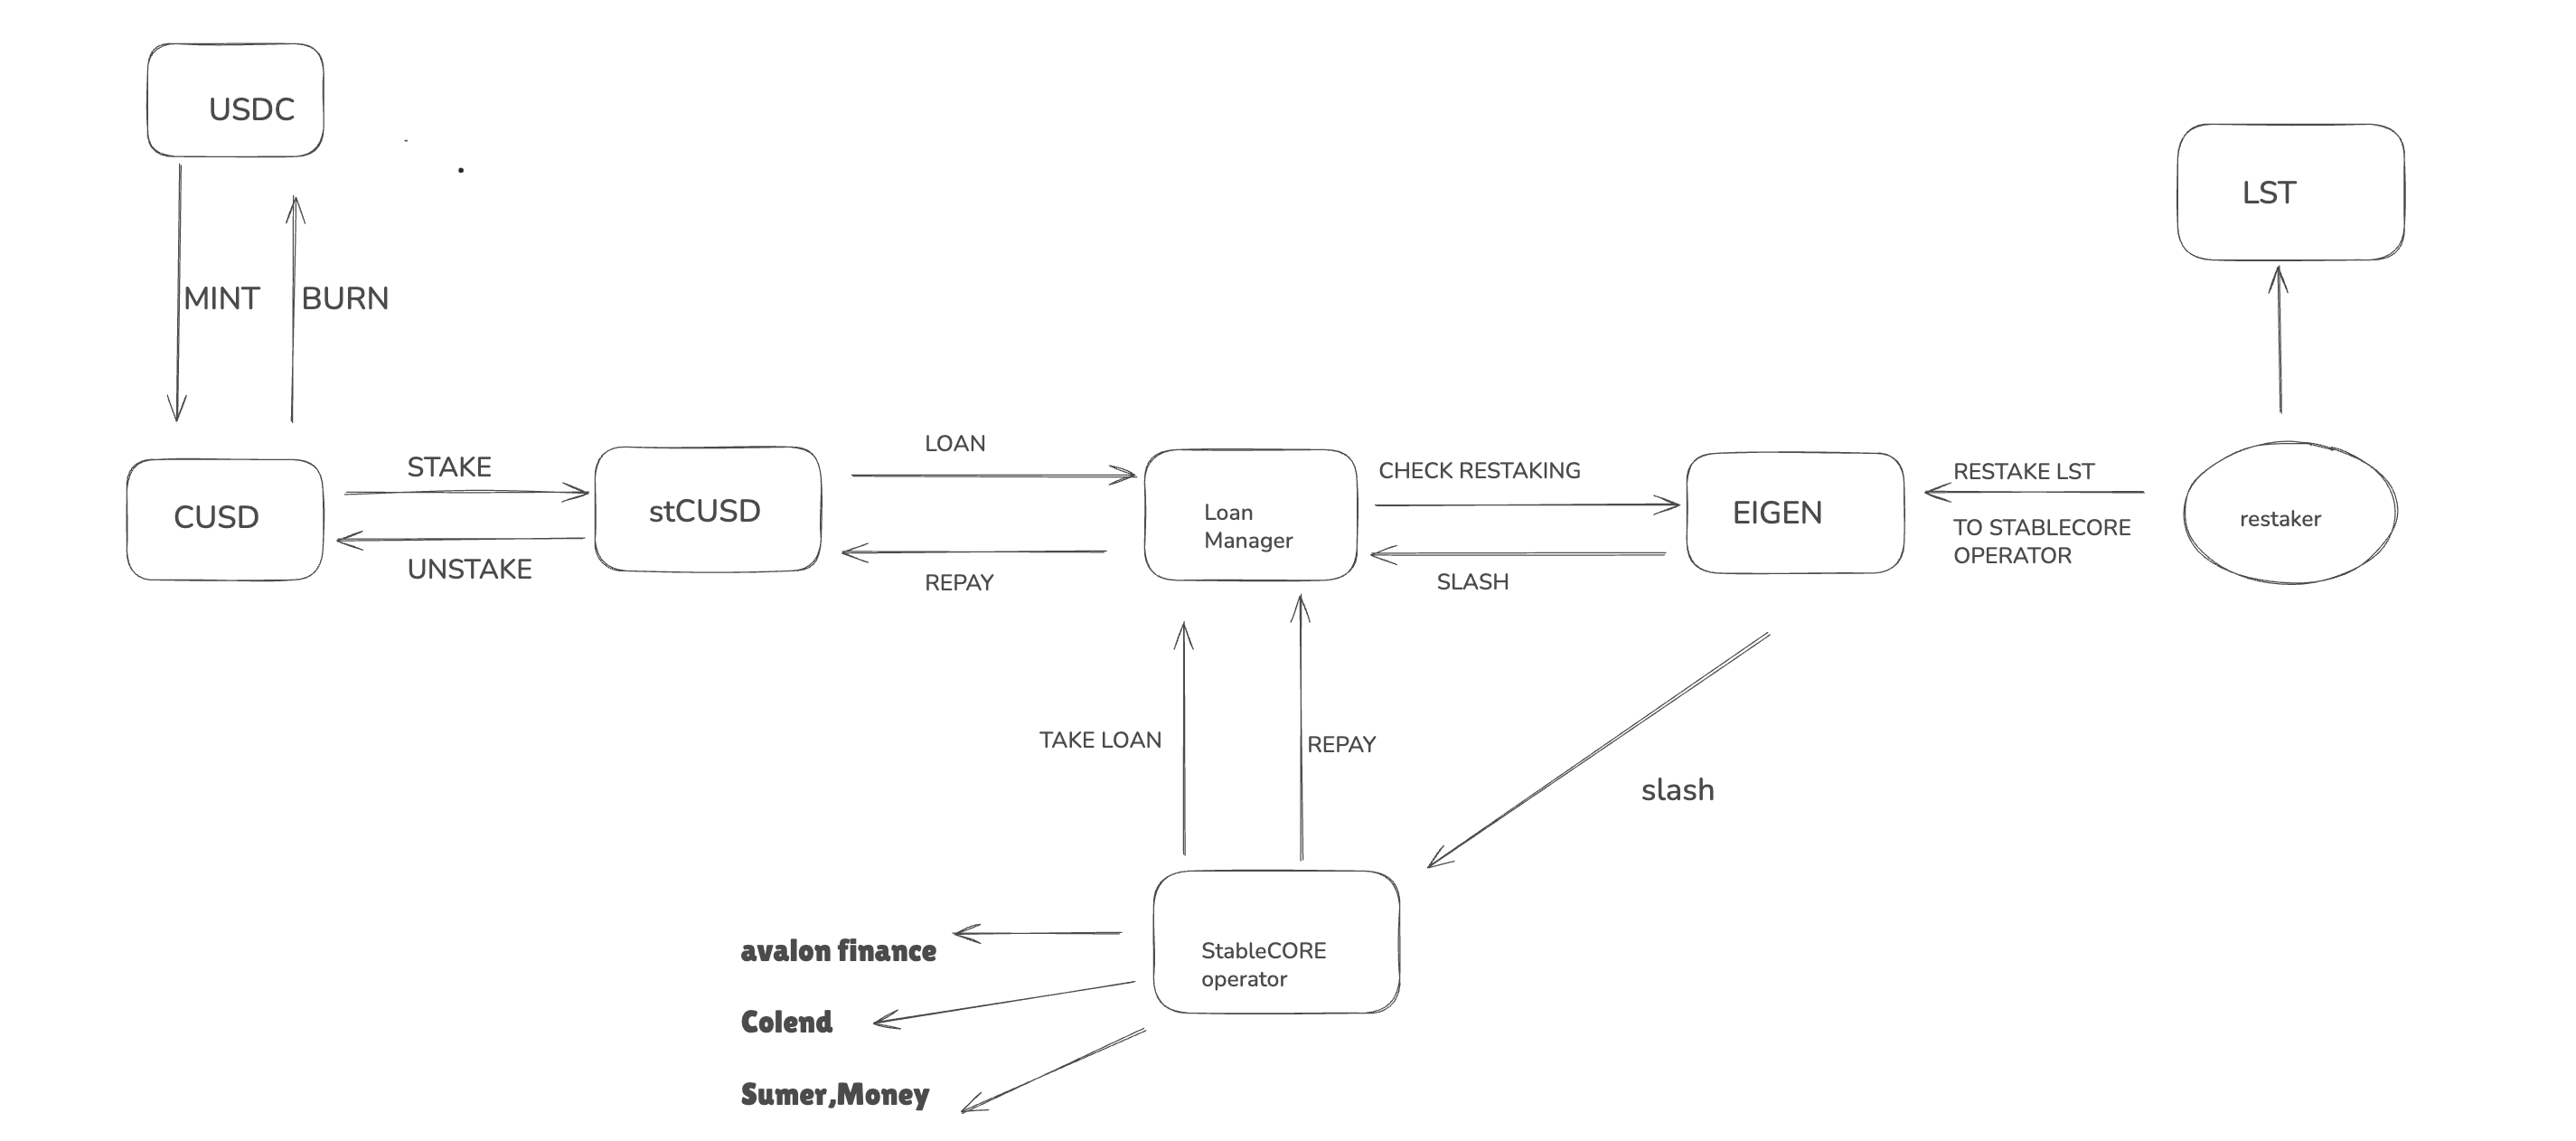 USDC
LST
MINT
BURN
CUSD
STAKE
UNSTAKE
stCUSD
LOAN
REPAY
Loan
Manager
CHECK RESTAKING
SLASH
EIGEN
RESTAKE LST
TO STABLECORE
OPERATOR
restaker
TAKE LOAN
REPAY
slash
StableCORE
operator
avalon finance
Colend
Sumer,Money